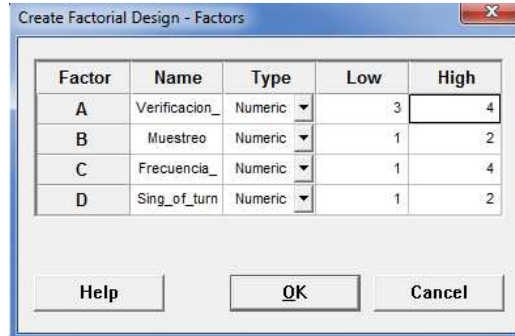 Create Factorial Design - Factors
Factor Name Type Low High
A Verificacion_ Numeric 3 4
B Muestreo Numeric 1 2
C Frecuencia_ Numeric 1 4
D Sing_of_turn Numeric 1 2
Help OK Cancel